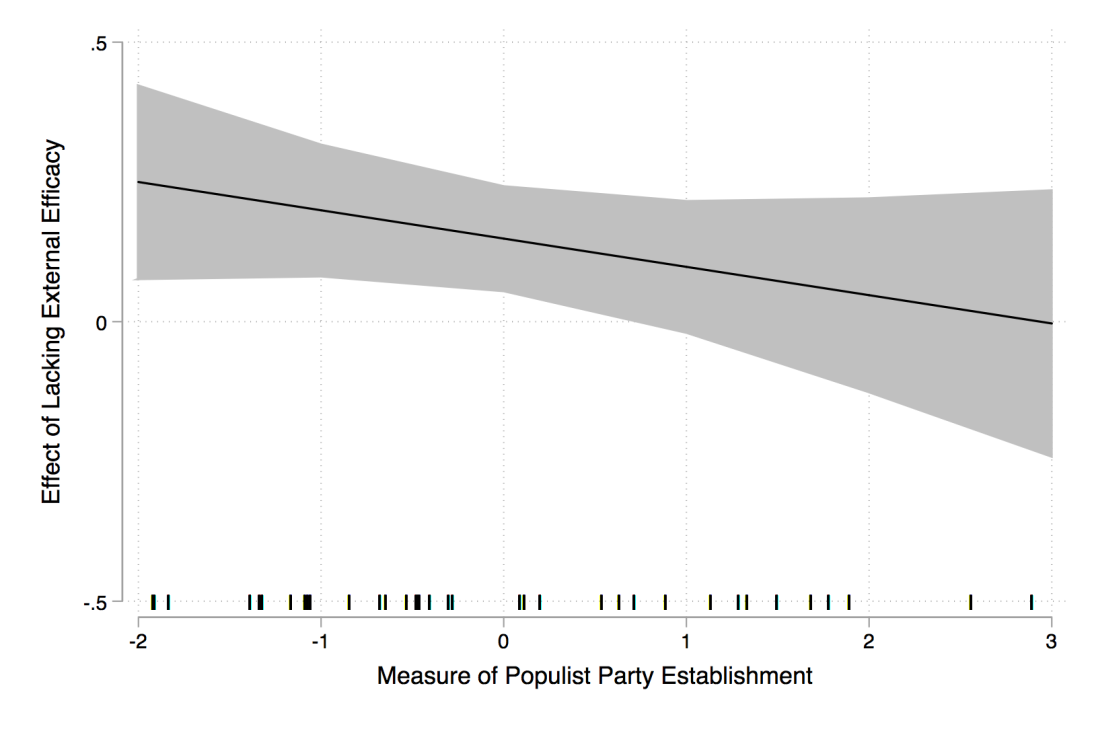 .5
0
-.5
Effect of Lacking External Efficacy
-2 -1 0 1 2 3
Measure of Populist Party Establishment